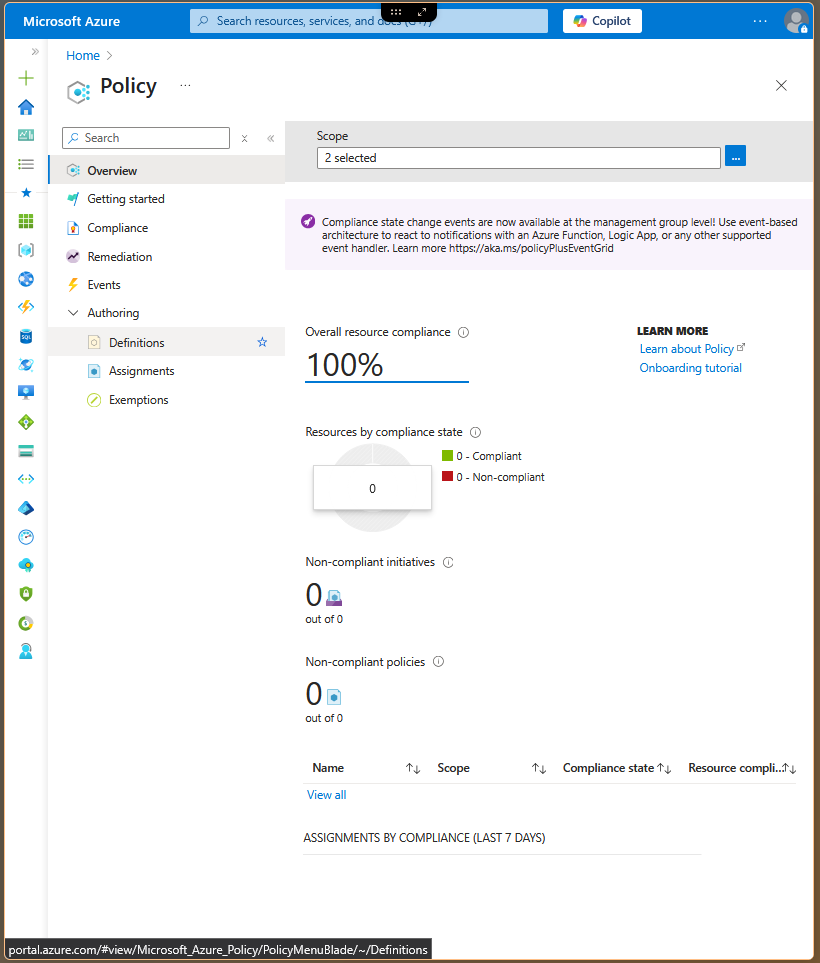 Microsoft Azure
Search resources, services, and docs (G+/)
Copilot
...
Home
Policy
...
Search
Overview
Getting started
Compliance
Remediation
Events
Authoring
Definitions
Assignments
Exemptions
Scope
2 selected
...
Compliance state change events are now available at the management group level! Use event-based
architecture to react to notifications with an Azure Function, Logic App, or any other supported
event handler. Learn more https://aka.ms/policyPlusEventGrid
Overall resource compliance
100%
LEARN MORE
Learn about Policy
Onboarding tutorial
Resources by compliance state
0
0 - Compliant
0 - Non-compliant
Non-compliant initiatives
0
out of 0
Non-compliant policies
0
out of 0
Name Scope Compliance state Resource compli...
View all
ASSIGNMENTS BY COMPLIANCE (LAST 7 DAYS)
portal.azure.com/#view/Microsoft_Azure_Policy/PolicyMenuBlade/~/Definitions